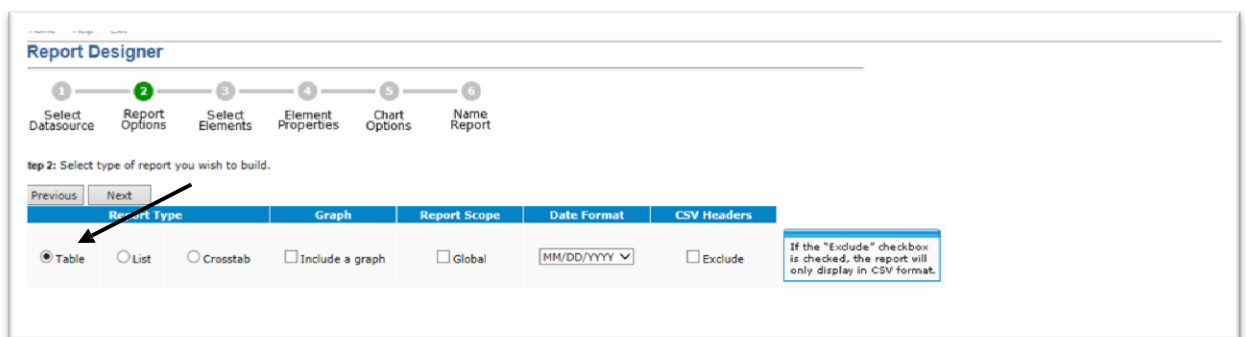 Report Designer
1 2 3 4 5 6
Select Datasource
Report Options
Select Elements
Element Properties
Chart Options
Name Report
tep 2: Select type of report you wish to build.
Previous Next
Report Type Graph Report Scope Date Format CSV Headers
Table List Crosstab Include a graph Global MM/DD/YYYY Exclude
If the "Exclude" checkbox
is checked, the report will
only display in CSV format.